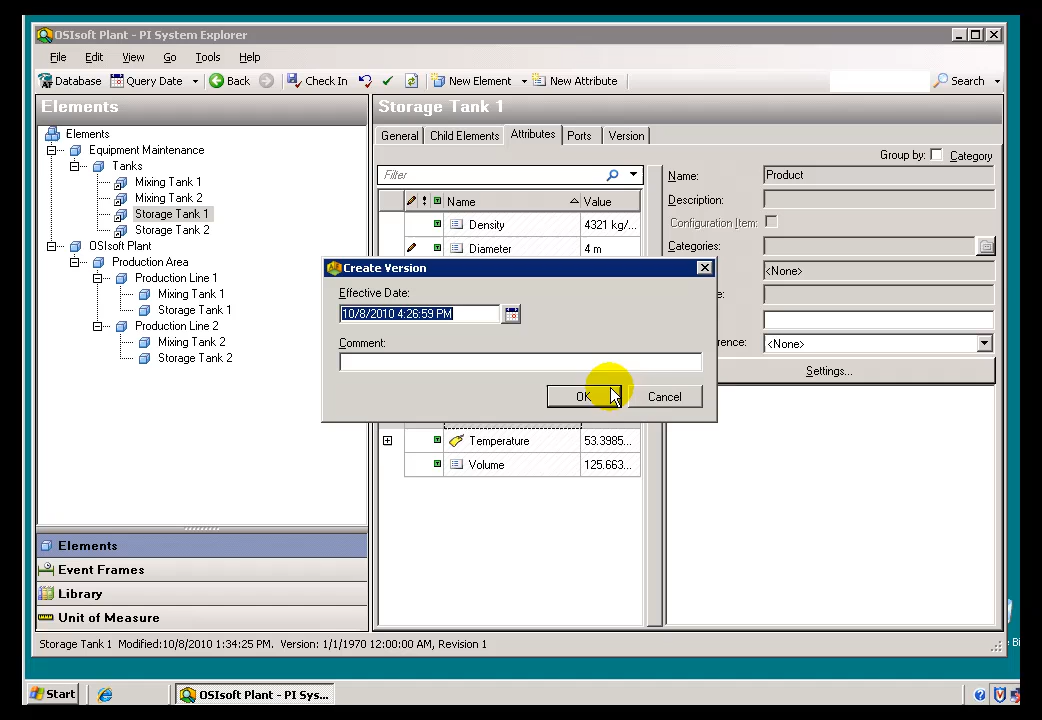 OSIsoft Plant - PI System Explorer
File Edit View Go Tools Help
Database Query Date Back Check In New Element New Attribute Search
Elements
Storage Tank 1
Elements
Equipment Maintenance
Tanks
Mixing Tank 1
Mixing Tank 2
Storage Tank 1
Storage Tank 2
OSIsoft Plant
Production Area
Production Line 1
Mixing Tank 1
Storage Tank 1
Production Line 2
Mixing Tank 2
Storage Tank 2
General Child Elements Attributes Ports Version
Group by: Category
Filter
Name Value
Density 4321 kg/...
Diameter 4 m
Temperature 53.3985...
Volume 125.663...
Name: Product
Description:
Configuration Item:
Categories:
<None>
e:
rence: <None>
Settings...
Create Version
Effective Date:
10/8/2010 4:26:59 PM
Comment:
OK Cancel
Elements
Event Frames
Library
Unit of Measure
Storage Tank 1 Modified:10/8/2010 1:34:25 PM. Version: 1/1/1970 12:00:00 AM, Revision 1
Start OSIsoft Plant - PI Sys...